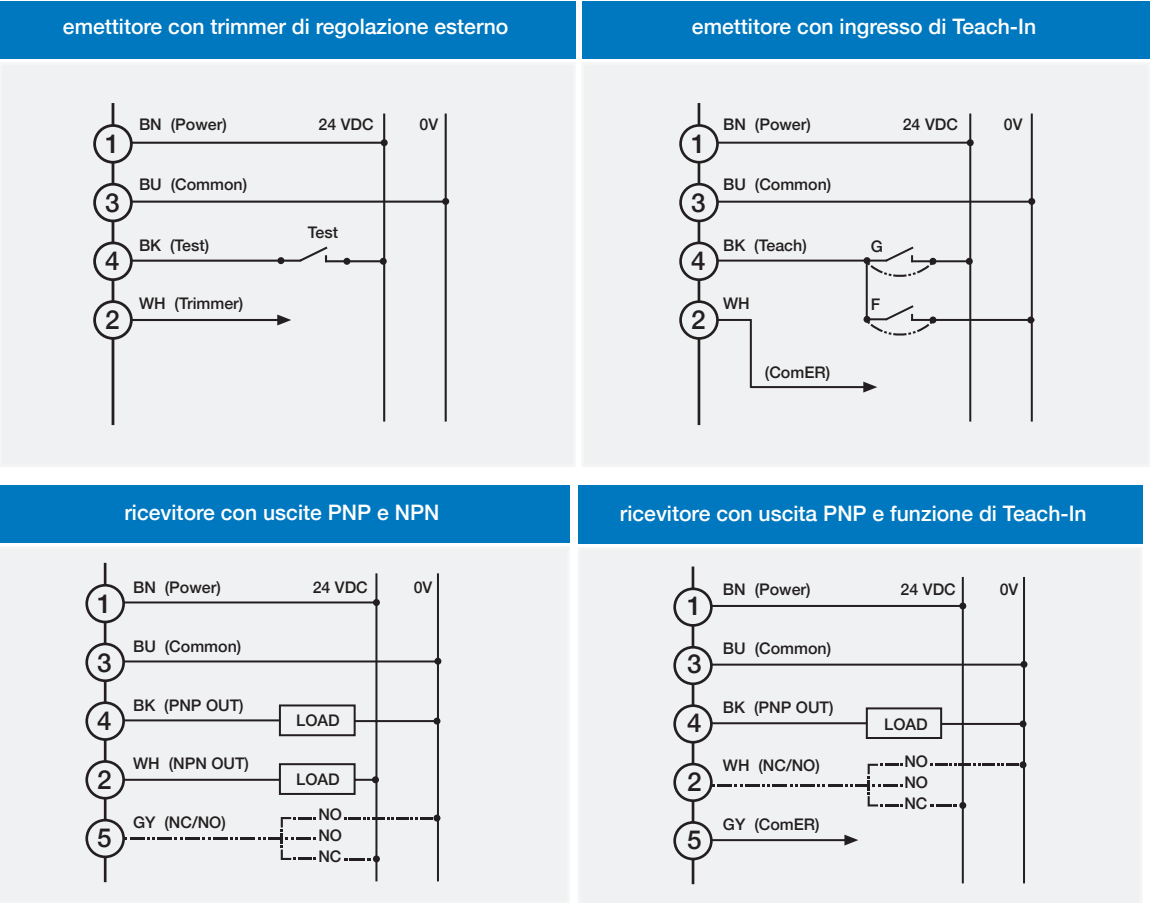 emettitore con trimmer di regolazione esterno
BN (Power) 24 VDC 0V
1
BU (Common)
3
BK (Test) Test
4
WH (Trimmer)
2
emettitore con ingresso di Teach-In
BN (Power) 24 VDC 0V
1
BU (Common)
3
BK (Teach) G
4
WH F
2
(ComER)
ricevitore con uscite PNP e NPN
BN (Power) 24 VDC 0V
1
BU (Common)
3
BK (PNP OUT)
4 LOAD
WH (NPN OUT)
2 LOAD
NO
GY (NC/NO)
5 NO
NC
ricevitore con uscita PNP e funzione di Teach-In
BN (Power) 24 VDC 0V
1
BU (Common)
3
BK (PNP OUT)
4 LOAD
WH (NC/NO) NO
2 NO
NC
GY (ComER)
5